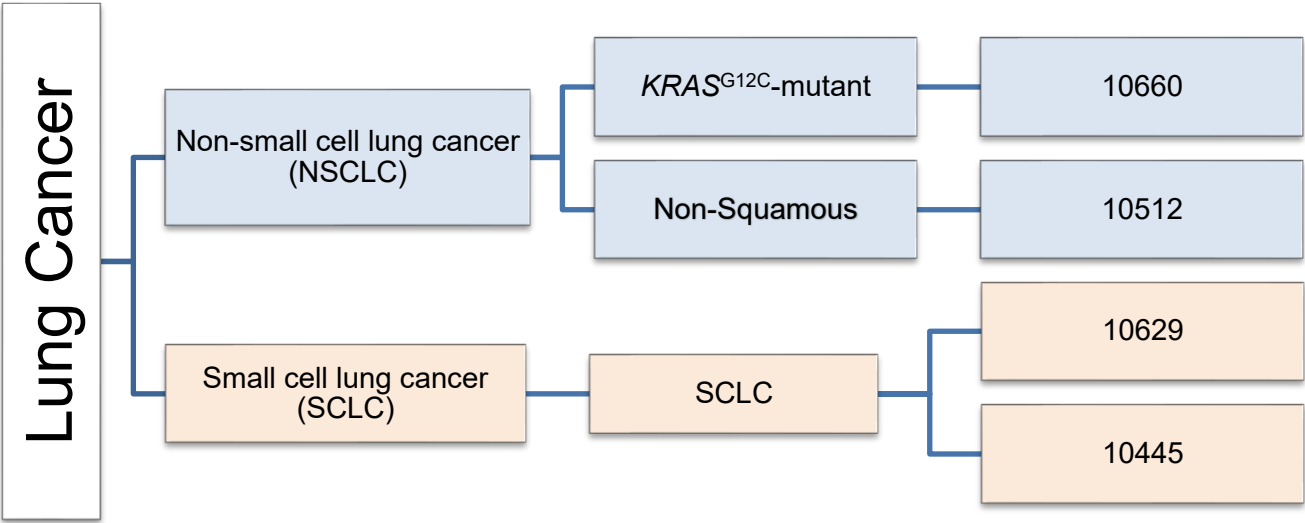 Lung Cancer
Non-small cell lung cancer
(NSCLC)
KRASG12C-mutant
10660
Non-Squamous
10512
Small cell lung cancer
(SCLC)
SCLC
10629
10445